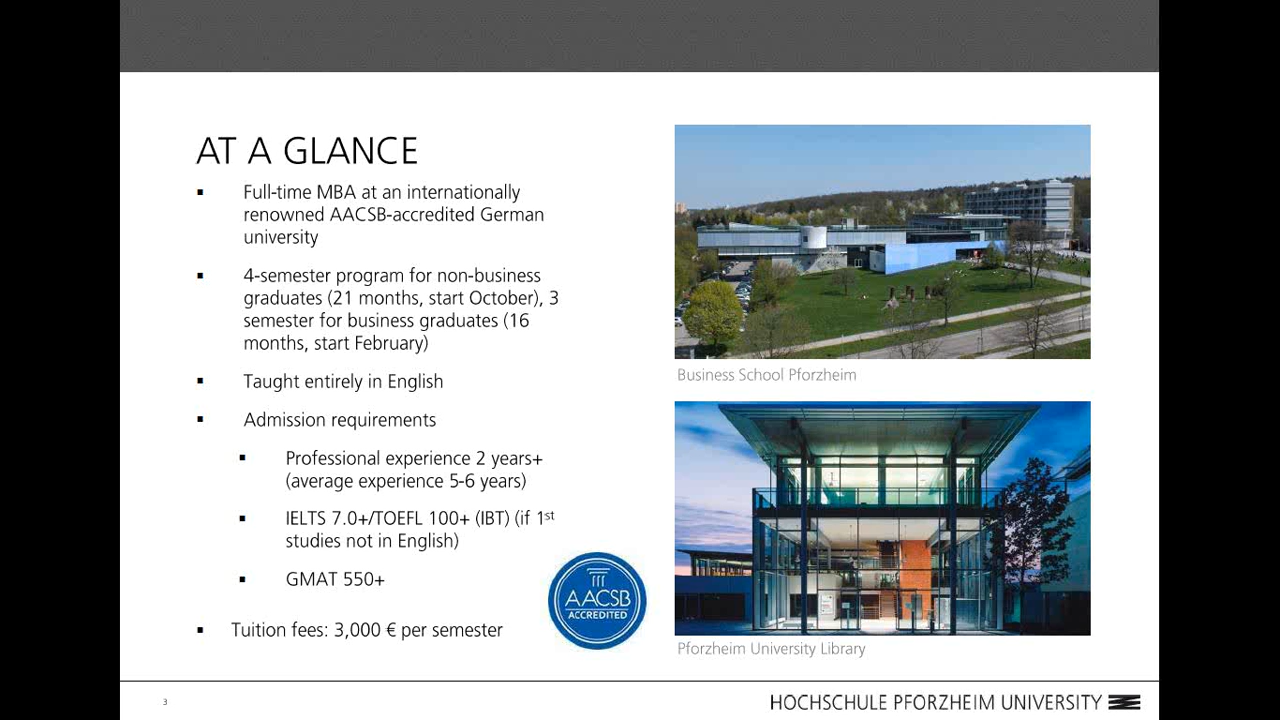 AT A GLANCE
▪ Full-time MBA at an internationally
renowned AACSB-accredited German
university
▪ 4-semester program for non-business
graduates (21 months, start October), 3
semester for business graduates (16
months, start February)
▪ Taught entirely in English
▪ Admission requirements
▪ Professional experience 2 years+
(average experience 5-6 years)
▪ IELTS 7.0+/TOEFL 100+ (IBT) (if 1st
studies not in English)
▪ GMAT 550+
▪ Tuition fees: 3,000 € per semester
AACSB
ACCREDITED
Business School Pforzheim
Pforzheim University Library
3
HOCHSCHULE PFORZHEIM UNIVERSITY